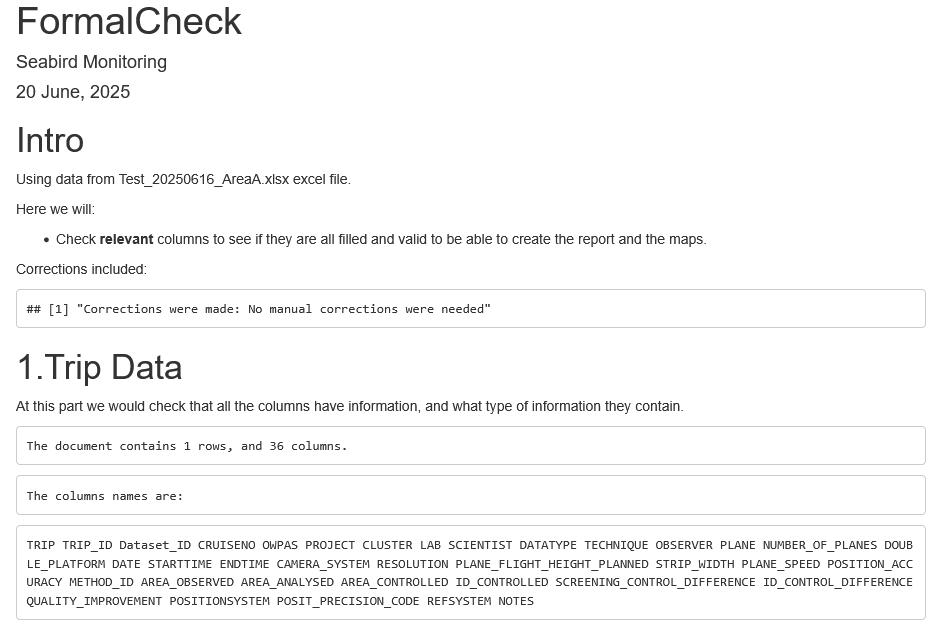 FormalCheck
Seabird Monitoring
20 June, 2025
Intro
Using data from Test_20250616_AreaA.xlsx excel file.
Here we will:
• Check relevant columns to see if they are all filled and valid to be able to create the report and the maps.
Corrections included:
## [1] "Corrections were made: No manual corrections were needed"
1.Trip Data
At this part we would check that all the columns have information, and what type of information they contain.
The document contains 1 rows, and 36 columns.
The columns names are:
TRIP TRIP_ID Dataset_ID CRUISENO OWPAS PROJECT CLUSTER LAB SCIENTIST DATATYPE TECHNIQUE OBSERVER PLANE NUMBER_OF_PLANES DOUB
LE_PLATFORM DATE STARTTIME ENDTIME CAMERA_SYSTEM RESOLUTION PLANE_FLIGHT_HEIGHT_PLANNED STRIP_WIDTH PLANE_SPEED POSITION_ACC
URACY METHOD_ID AREA_OBSERVED AREA_ANALYSED AREA_CONTROLLED ID_CONTROLLED SCREENING_CONTROL_DIFFERENCE ID_CONTROL_DIFFERENCE
QUALITY_IMPROVEMENT POSITIONSYSTEM POSIT_PRECISION_CODE REFSYSTEM NOTES